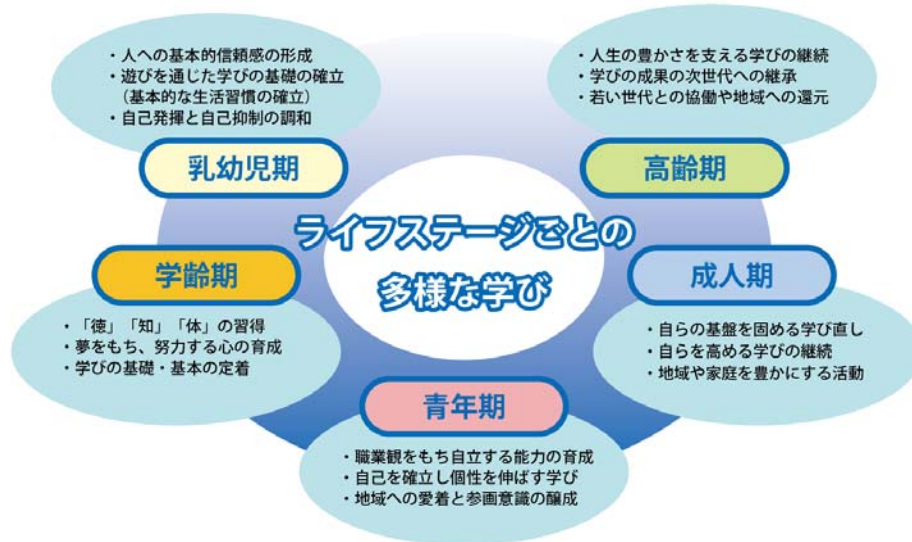 ・人への基本的信頼感の形成
・遊びを通じた学びの基礎の確立
（基本的な生活習慣の確立）
・自己発揮と自己抑制の調和
乳幼児期
・人生の豊かさを支える学びの継続
・学びの成果の次世代への継承
・若い世代との協働や地域への還元
高齢期
ライフステージごとの
多様な学び
学齢期
・「徳」「知」「体」の習得
・夢をもち、努力する心の育成
・学びの基礎・基本の定着
成人期
・自らの基盤を固める学び直し
・自らを高める学びの継続
・地域や家庭を豊かにする活動
青年期
・職業観をもち自立する能力の育成
・自己を確立し個性を伸ばす学び
・地域への愛着と参画意識の醸成